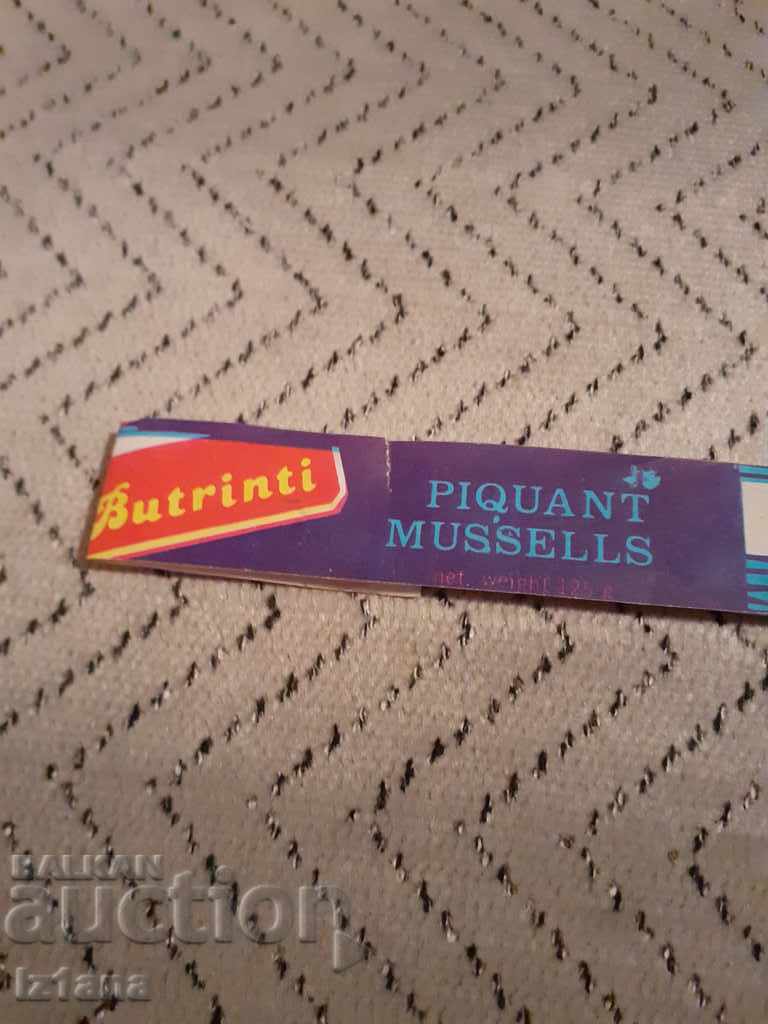 Butrinti
PIQUANT
MUSSELLS
net. weight 125 g
BALKAN
auction
Iz1ana